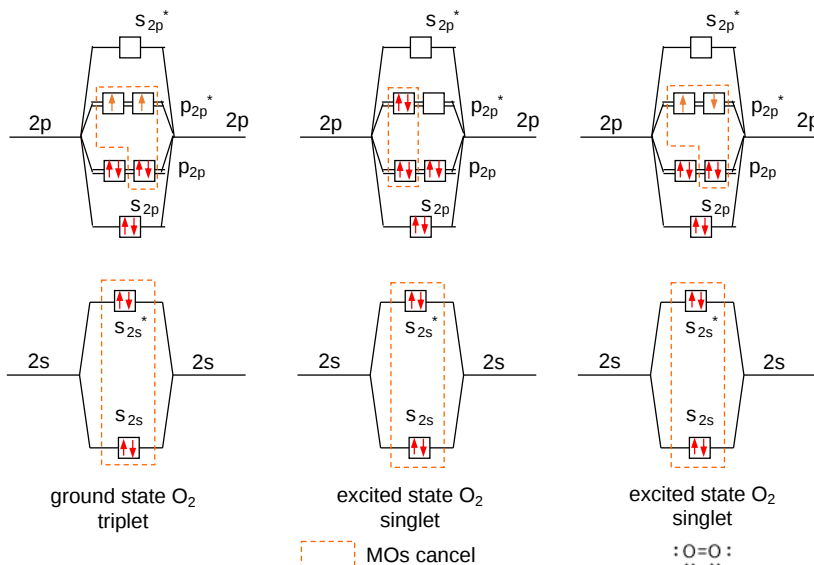 s2p* s2p* s2p*
p2p* p2p* p2p*
2p 2p 2p 2p 2p 2p
p2p p2p p2p
s2p s2p s2p
s2s* s2s* s2s*
2s 2s 2s 2s 2s 2s
s2s s2s s2s
ground state O2
triplet
excited state O2
singlet
excited state O2
singlet
MOs cancel
:O=O: